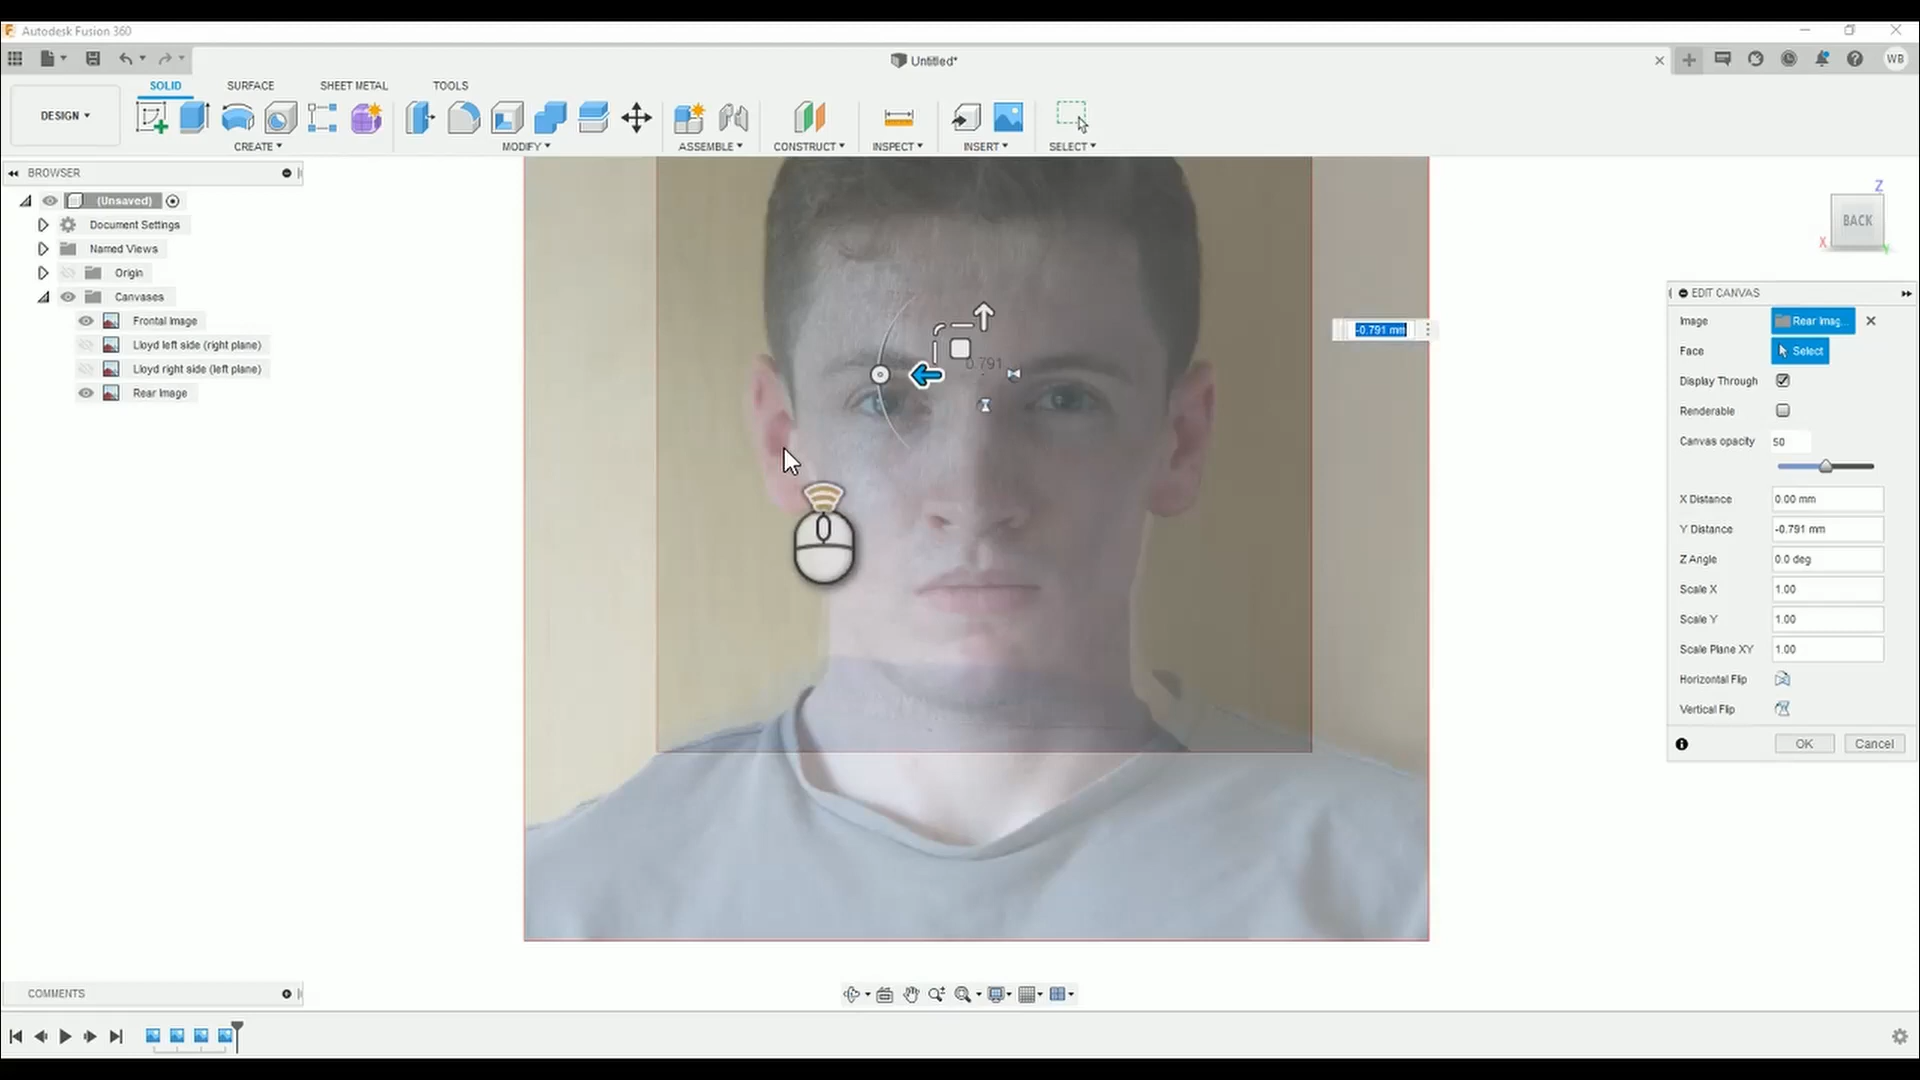 Autodesk Fusion 360
Untitled*
WB
DESIGN
SOLID SURFACE SHEET METAL TOOLS
CREATE MODIFY ASSEMBLE CONSTRUCT INSPECT INSERT SELECT
BROWSER
(Unsaved)
Document Settings
Named Views
Origin
Canvases
Frontal Image
Lloyd left side (right plane)
Lloyd right side (left plane)
Rear Image
0.791
-0.791 mm
Z
BACK
X
Y
EDIT CANVAS
Image Rear Imag...
Face Select
Display Through
Renderable
Canvas opacity 50
X Distance 0.00 mm
Y Distance -0.791 mm
Z Angle 0.0 deg
Scale X 1.00
Scale Y 1.00
Scale Plane XY 1.00
Horizontal Flip
Vertical Flip
OK Cancel
COMMENTS